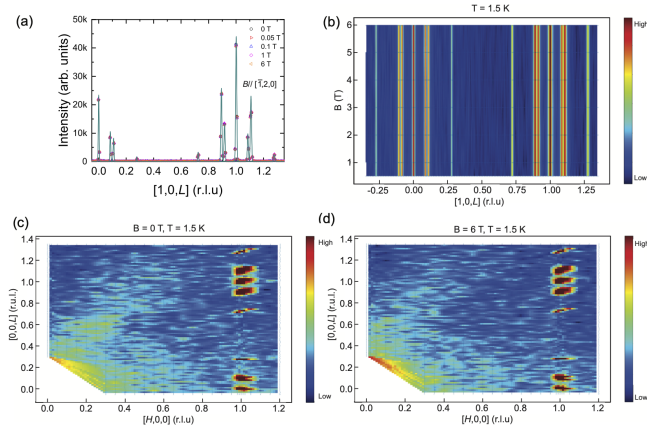 (a)
50k
40k
30k
20k
10k
0
Intensity (arb. units)
0 T
0.05 T
0.1 T
1 T
6 T
B// [1̅,2,0]
0.0 0.2 0.4 0.6 0.8 1.0 1.2
[1,0,L] (r.l.u)
(b)
T = 1.5 K
6
5
4
3
2
1
B (T)
-0.25 0.00 0.25 0.50 0.75 1.00 1.25
[1,0,L] (r.l.u)
High
Low
(c)
B = 0 T, T = 1.5 K
1.4
1.2
1.0
0.8
0.6
0.4
0.2
0.0
[0,0,L] (r.u.l.)
0.0 0.2 0.4 0.6 0.8 1.0 1.2
[H,0,0] (r.l.u)
High
Low
(d)
B = 6 T, T = 1.5 K
1.4
1.2
1.0
0.8
0.6
0.4
0.2
0.0
[0,0,L] (r.u.l.)
0.0 0.2 0.4 0.6 0.8 1.0 1.2
[H,0,0] (r.l.u)
High
Low